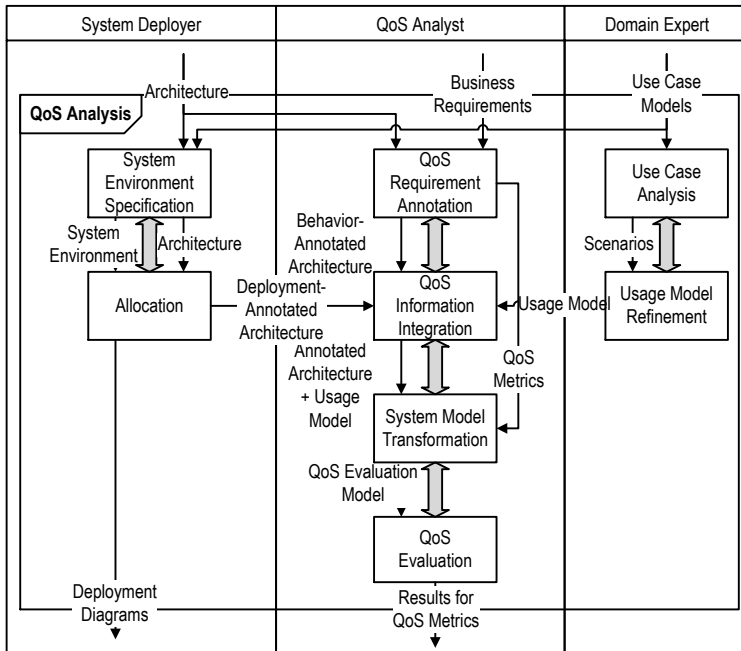 System Deployer
QoS Analyst
Domain Expert
Architecture
Business
Requirements
Use Case
Models
QoS Analysis
System
Environment
Specification
QoS
Requirement
Annotation
Use Case
Analysis
System
Environment
Architecture
Behavior-
Annotated
Architecture
Scenarios
Allocation
Deployment-
Annotated
Architecture
QoS
Information
Integration
Usage Model
Usage Model
Refinement
Annotated
Architecture
+ Usage
Model
QoS
Metrics
System Model
Transformation
QoS Evaluation
Model
QoS
Evaluation
Deployment
Diagrams
Results for
QoS Metrics